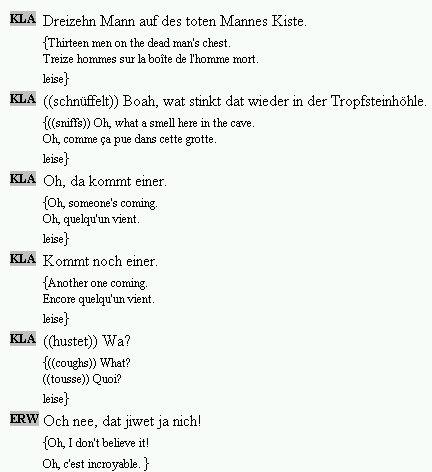 KLA Dreizehn Mann auf des toten Mannes Kiste.
{Thirteen men on the dead man's chest.
Treize hommes sur la boîte de l'homme mort.
leise}
KLA ((schnüffelt)) Boah, wat stinkt dat wieder in der Tropfsteinhöhle.
{((sniffs)) Oh, what a smell here in the cave.
Oh, comme ça pue dans cette grotte.
leise}
KLA Oh, da kommt einer.
{Oh, someone's coming.
Oh, quelqu'un vient.
leise}
KLA Kommt noch einer.
{Another one coming.
Encore quelqu'un vient.
leise}
KLA ((hustet)) Wa?
{((coughs)) What?
((tousse)) Quoi?
leise}
ERW Och nee, dat jiwet ja nich!
{Oh, I don't believe it!
Oh, c'est incroyable. }